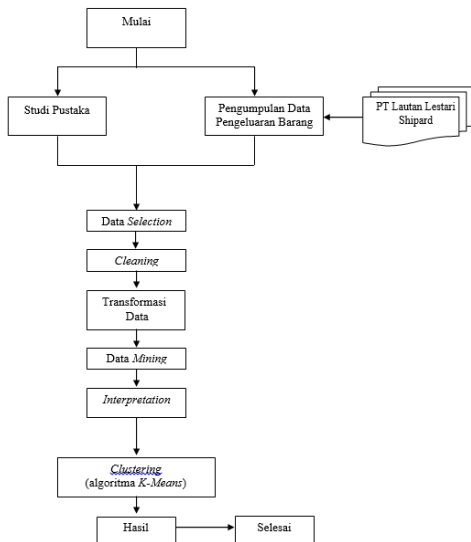 Mulai
Studi Pustaka
Pengumpulan Data
Pengeluaran Barang
PT Lautan Lestari
Shipard
Data Selection
Cleaning
Transformasi
Data
Data Mining
Interpretation
Clustering
(algoritma K-Means)
Hasil
Selesai